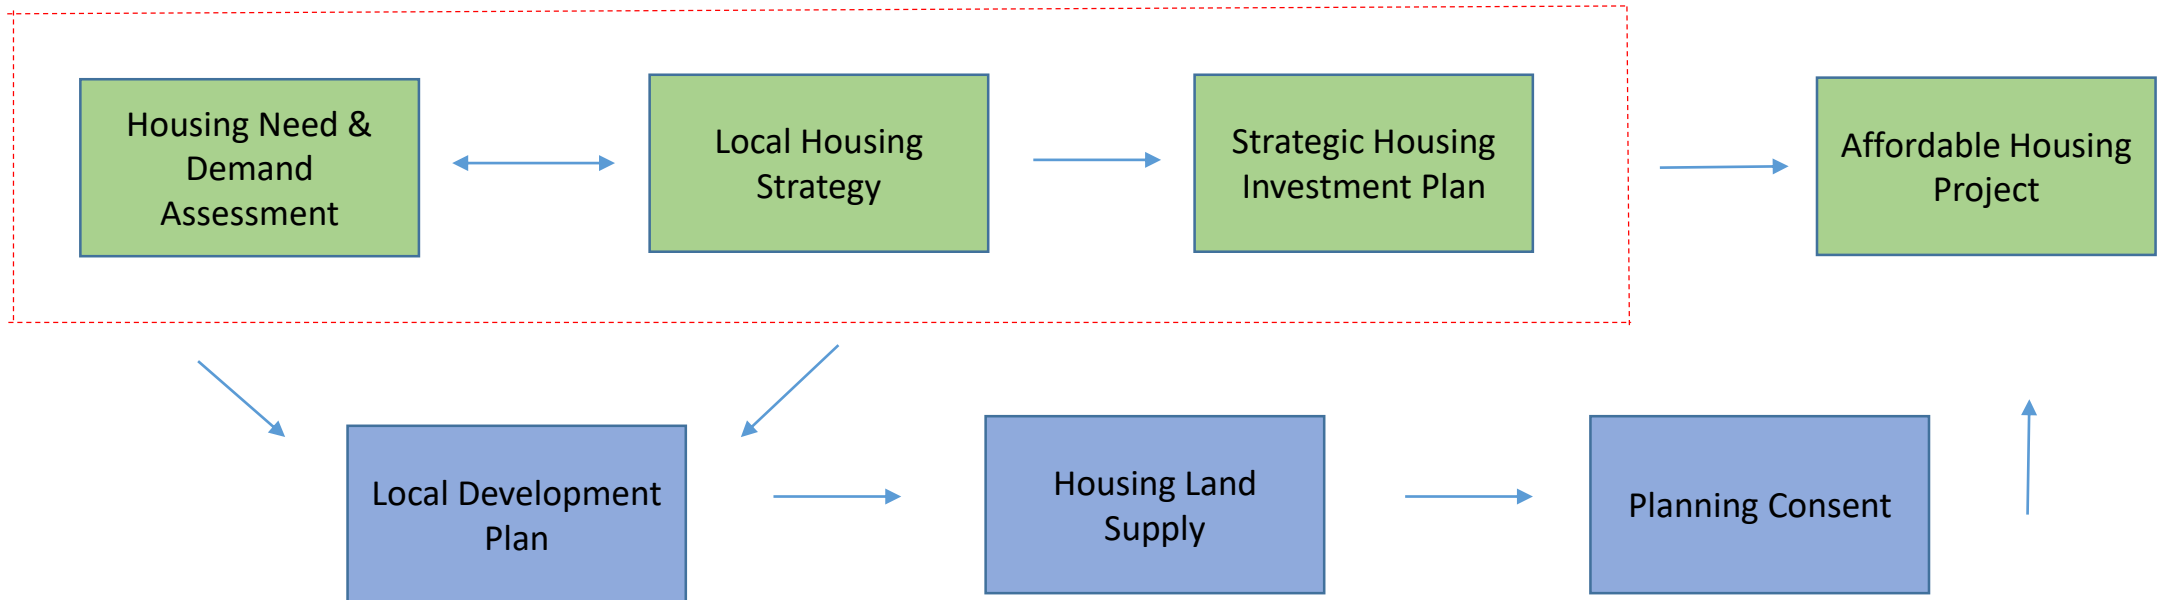 Housing Need &
Demand
Assessment
Local Housing
Strategy
Strategic Housing
Investment Plan
Affordable Housing
Project
Local Development
Plan
Housing Land
Supply
Planning Consent